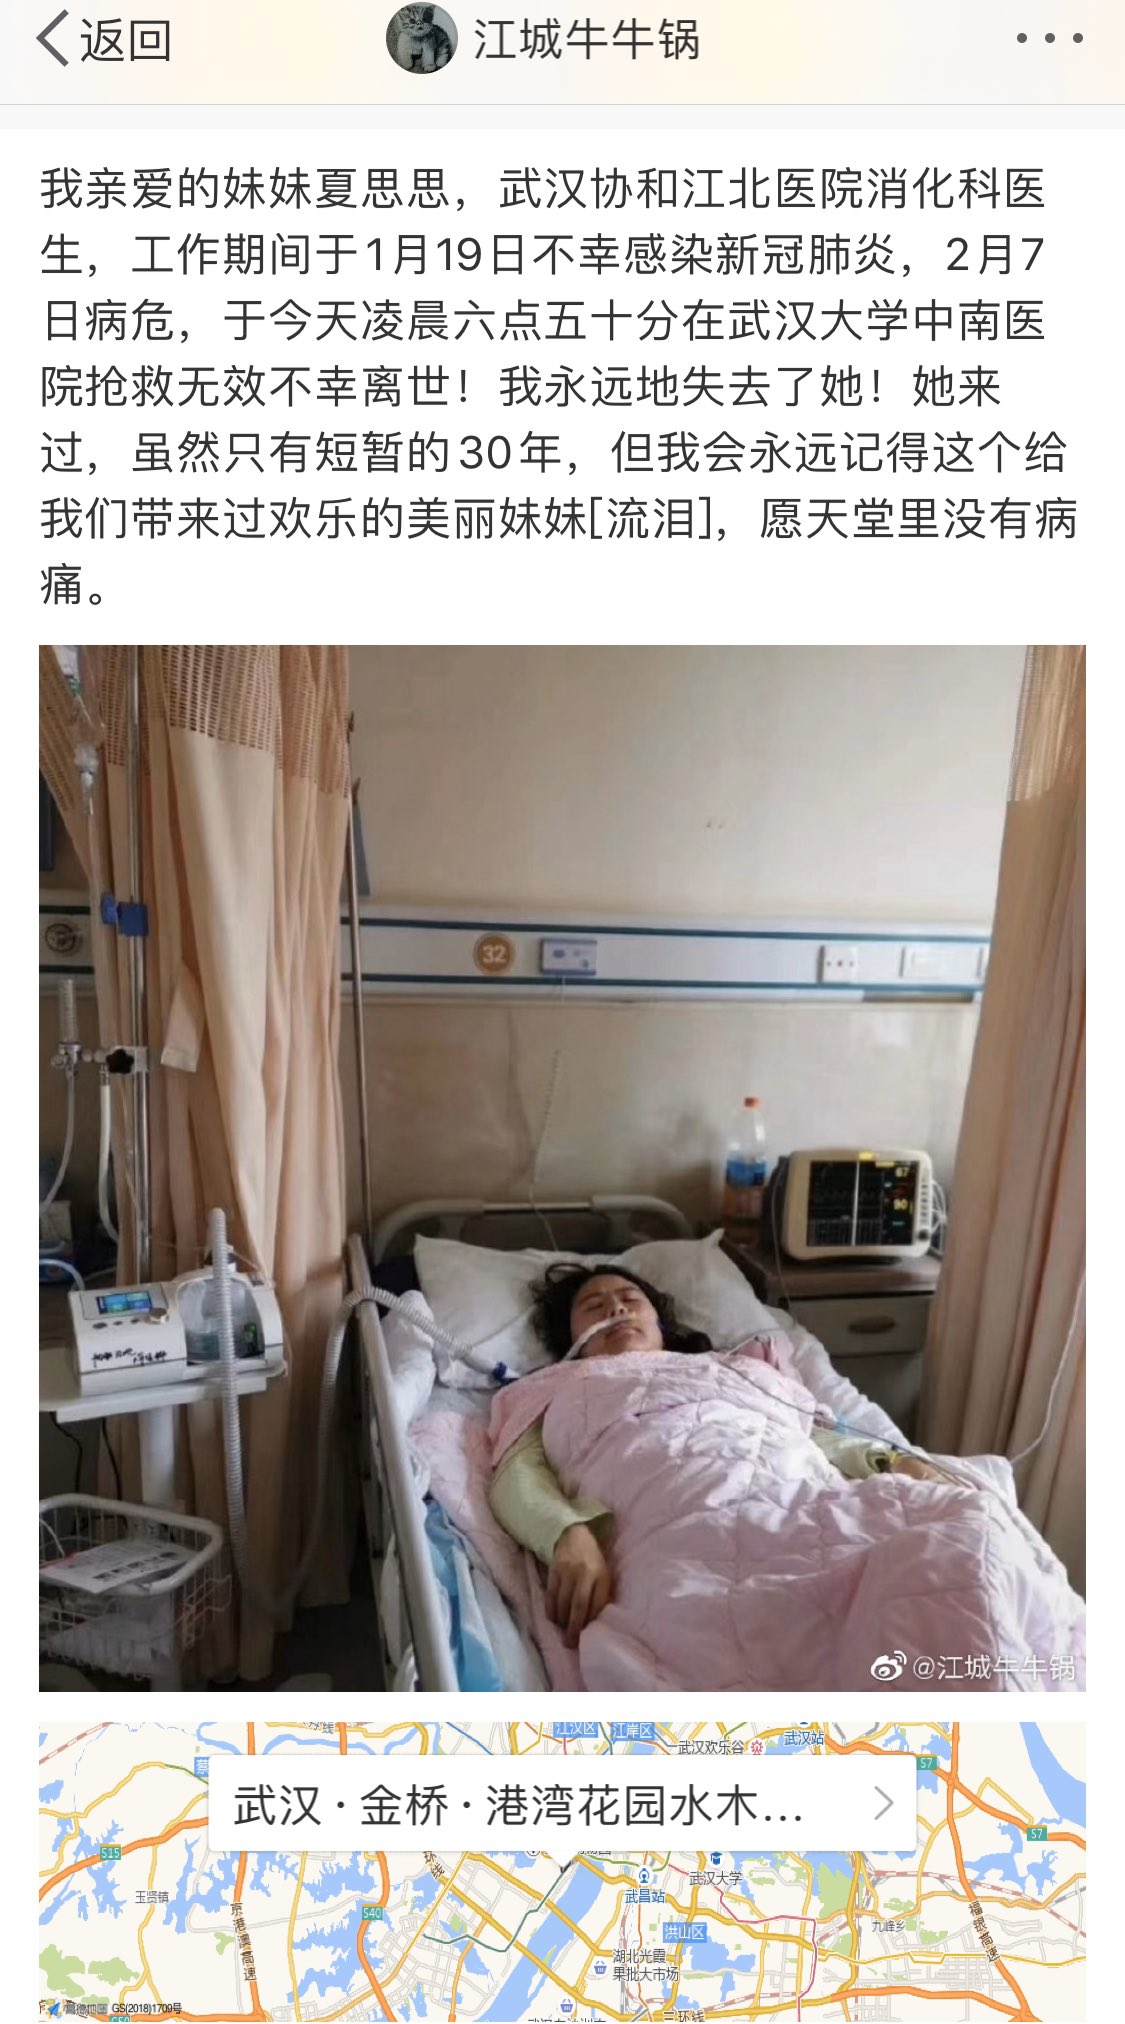 返回
江城牛牛锅
我亲爱的妹妹夏思思，武汉协和江北医院消化科医
生，工作期间于1月19日不幸感染新冠肺炎，2月7
日病危，于今天凌晨六点五十分在武汉大学中南医
院抢救无效不幸离世！我永远地失去了她！她来
过，虽然只有短暂的30年，但我会永远记得这个给
我们带来过欢乐的美丽妹妹[流泪]，愿天堂里没有病
痛。
32
67
90
@江城牛牛锅
江汉区
江岸区
武汉欢乐谷
武汉站
蔡
S7
武汉·金桥·港湾花园水木...
S7
S15
环线
武汉大学
玉贤镇
武昌站
京港澳高速
S40
洪山区
九峰乡
福银高速
湖北光霞
果批大市场
高德地图 GS(2018)1709号
三环线